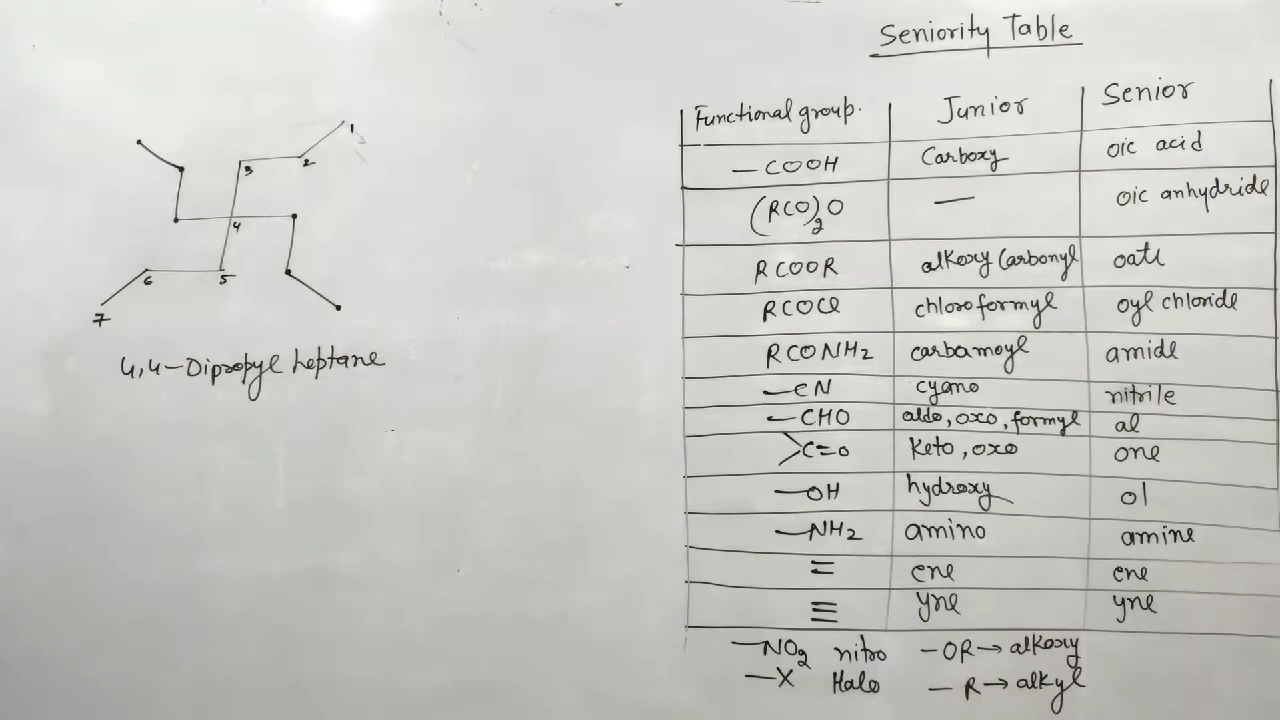 Seniority Table
Functional group. Junior Senior
—COOH Carboxy oic acid
(RCO)₂O — oic anhydride
RCOOR alkoxy Carbonyl oate
RCOCl chloroformyl oyl chloride
RCONH₂ carbamoyl amide
—CN cyano nitrile
—CHO aldo, oxo, formyl al
>C=O Keto, oxo one
—OH hydroxy ol
—NH₂ amino amine
= ene ene
≡ yne yne
—NO₂ nitro —OR→alkoxy
—X Halo —R→alkyl
1
3 2
4
6 5
7
4,4-Dipropyl heptane